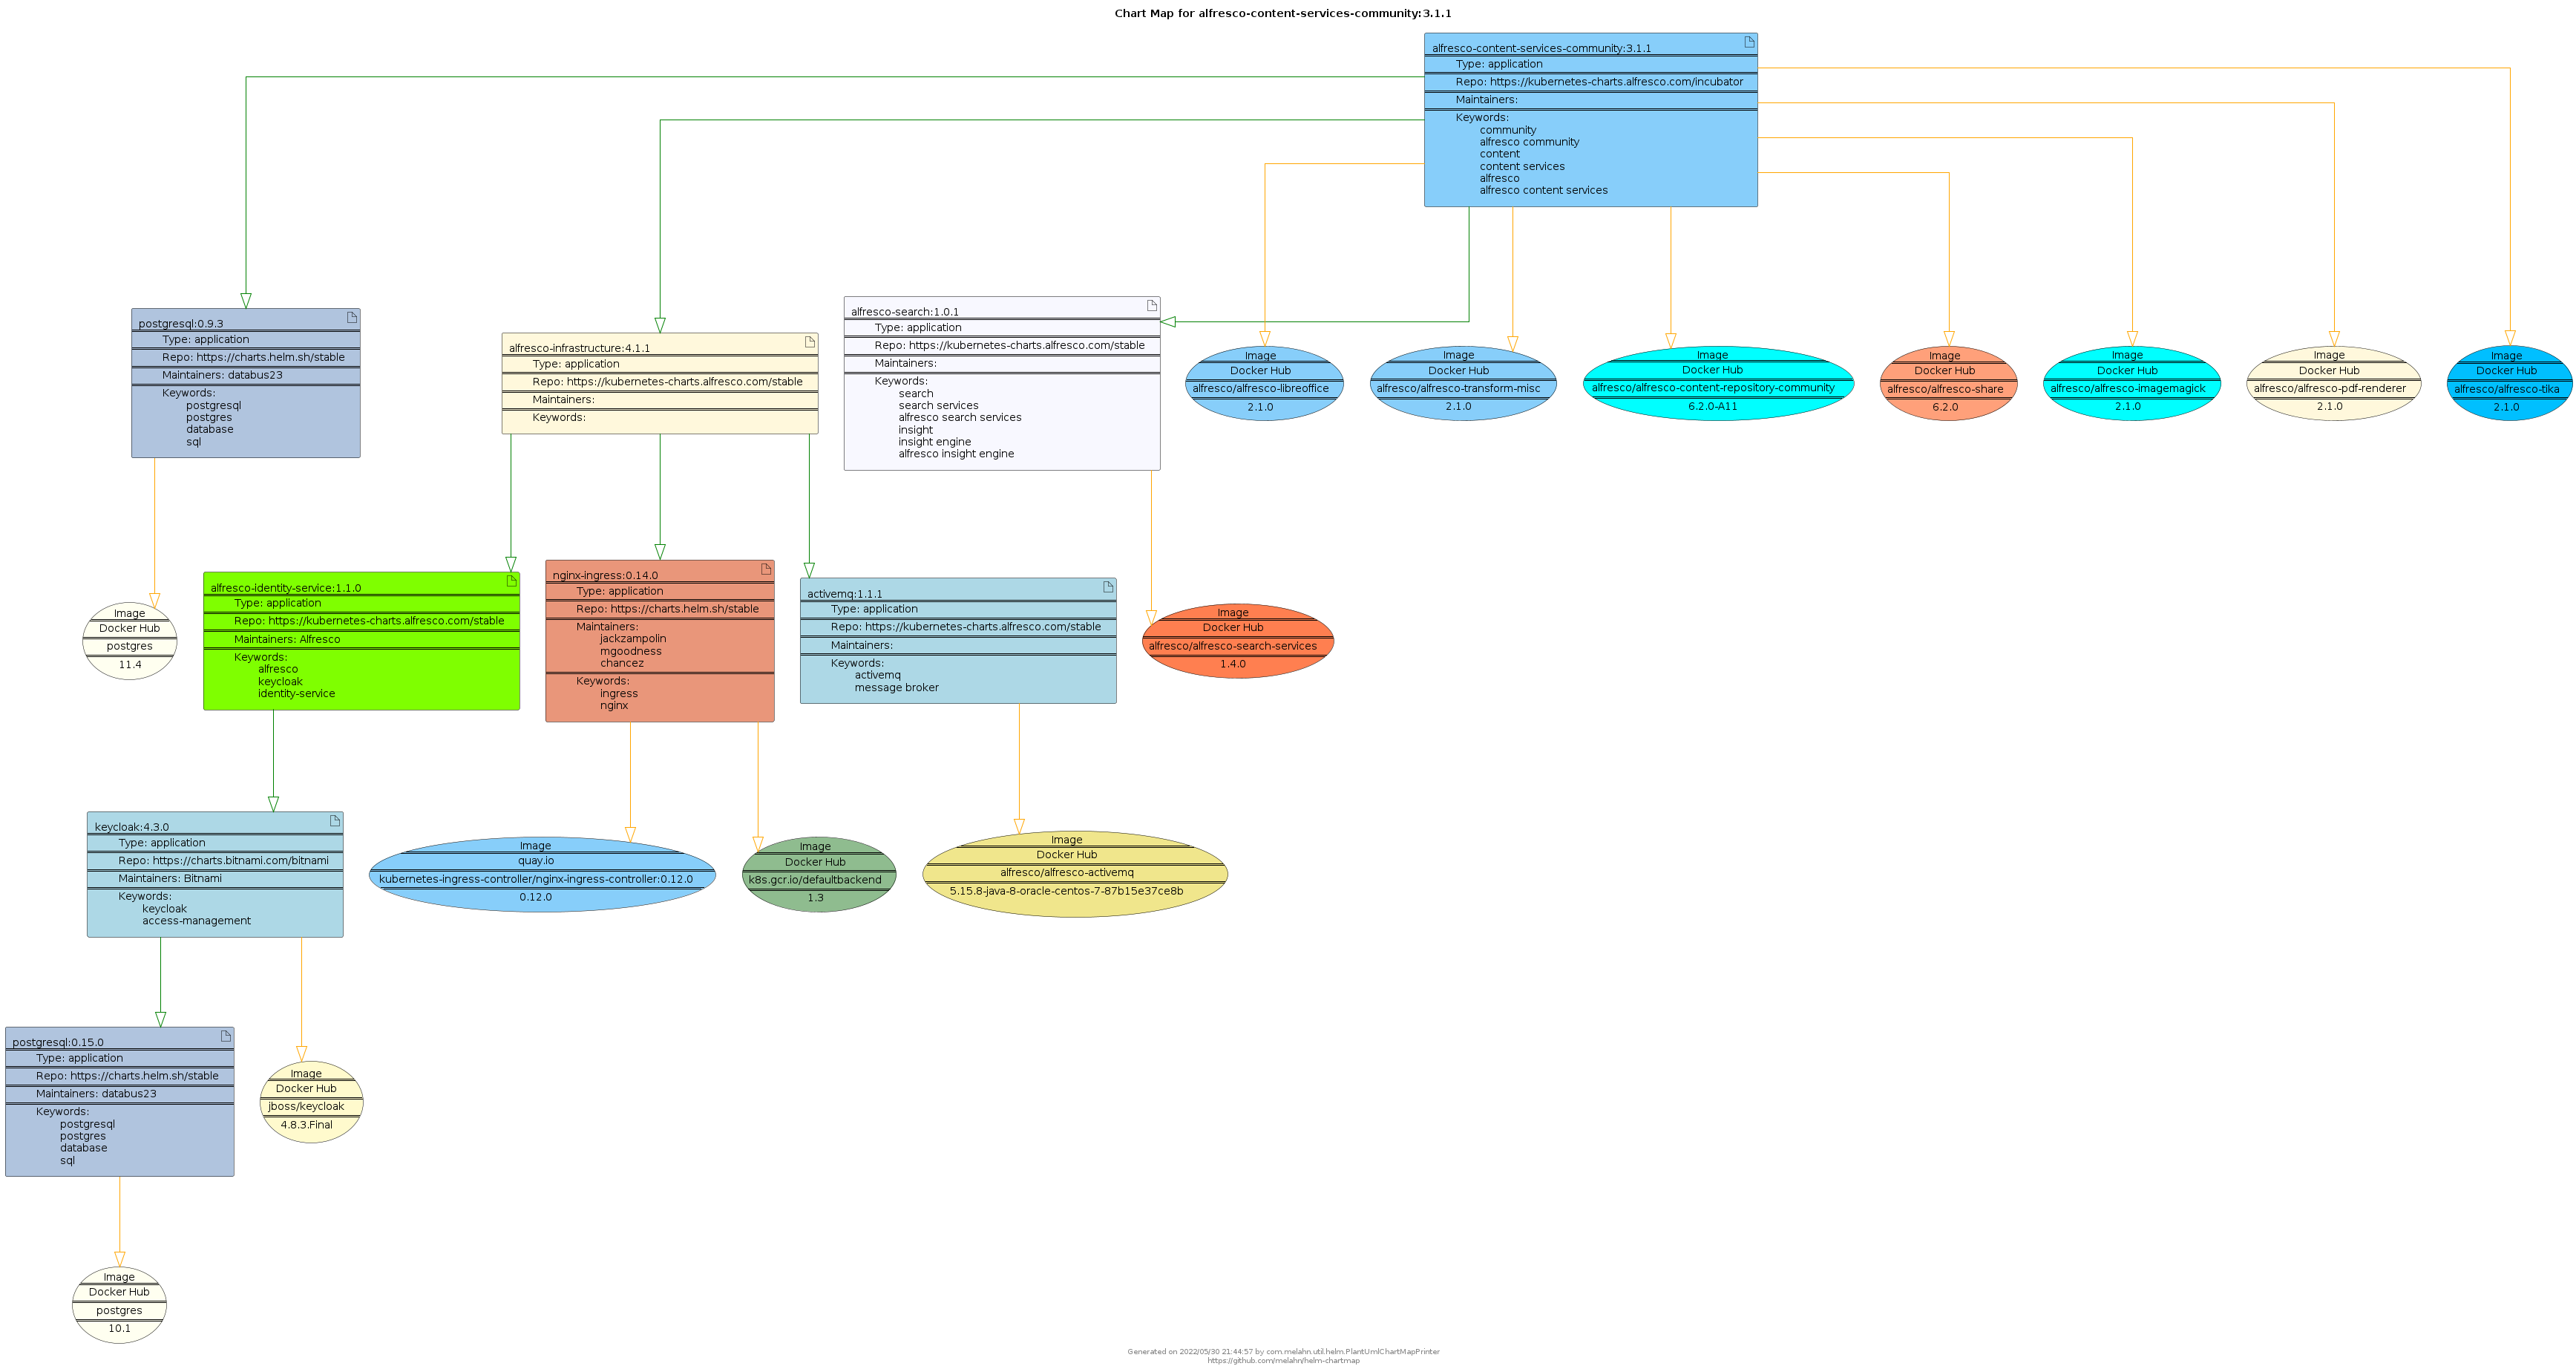 Chart Map for alfresco-content-services-community:3.1.1
alfresco-content-services-community:3.1.1
Type: application
Repo: https://kubernetes-charts.alfresco.com/incubator
Maintainers:
Keywords:
community
alfresco community
content
content services
alfresco
alfresco content services
postgresql:0.9.3
Type: application
Repo: https://charts.helm.sh/stable
Maintainers: databus23
Keywords:
postgresql
postgres
database
sql
alfresco-infrastructure:4.1.1
Type: application
Repo: https://kubernetes-charts.alfresco.com/stable
Maintainers:
Keywords:
alfresco-search:1.0.1
Type: application
Repo: https://kubernetes-charts.alfresco.com/stable
Maintainers:
Keywords:
search
search services
alfresco search services
insight
insight engine
alfresco insight engine
Image
Docker Hub
alfresco/alfresco-libreoffice
2.1.0
Image
Docker Hub
alfresco/alfresco-transform-misc
2.1.0
Image
Docker Hub
alfresco/alfresco-content-repository-community
6.2.0-A11
Image
Docker Hub
alfresco/alfresco-share
6.2.0
Image
Docker Hub
alfresco/alfresco-imagemagick
2.1.0
Image
Docker Hub
alfresco/alfresco-pdf-renderer
2.1.0
Image
Docker Hub
alfresco/alfresco-tika
2.1.0
Image
Docker Hub
postgres
11.4
alfresco-identity-service:1.1.0
Type: application
Repo: https://kubernetes-charts.alfresco.com/stable
Maintainers: Alfresco
Keywords:
alfresco
keycloak
identity-service
nginx-ingress:0.14.0
Type: application
Repo: https://charts.helm.sh/stable
Maintainers:
jackzampolin
mgoodness
chancez
Keywords:
ingress
nginx
activemq:1.1.1
Type: application
Repo: https://kubernetes-charts.alfresco.com/stable
Maintainers:
Keywords:
activemq
message broker
Image
Docker Hub
alfresco/alfresco-search-services
1.4.0
keycloak:4.3.0
Type: application
Repo: https://charts.bitnami.com/bitnami
Maintainers: Bitnami
Keywords:
keycloak
access-management
Image
quay.io
kubernetes-ingress-controller/nginx-ingress-controller:0.12.0
0.12.0
Image
Docker Hub
k8s.gcr.io/defaultbackend
1.3
Image
Docker Hub
alfresco/alfresco-activemq
5.15.8-java-8-oracle-centos-7-87b15e37ce8b
postgresql:0.15.0
Type: application
Repo: https://charts.helm.sh/stable
Maintainers: databus23
Keywords:
postgresql
postgres
database
sql
Image
Docker Hub
jboss/keycloak
4.8.3.Final
Image
Docker Hub
postgres
10.1
Generated on 2022/05/30 21:44:57 by com.melahn.util.helm.PlantUmlChartMapPrinter
https://github.com/melahn/helm-chartmap